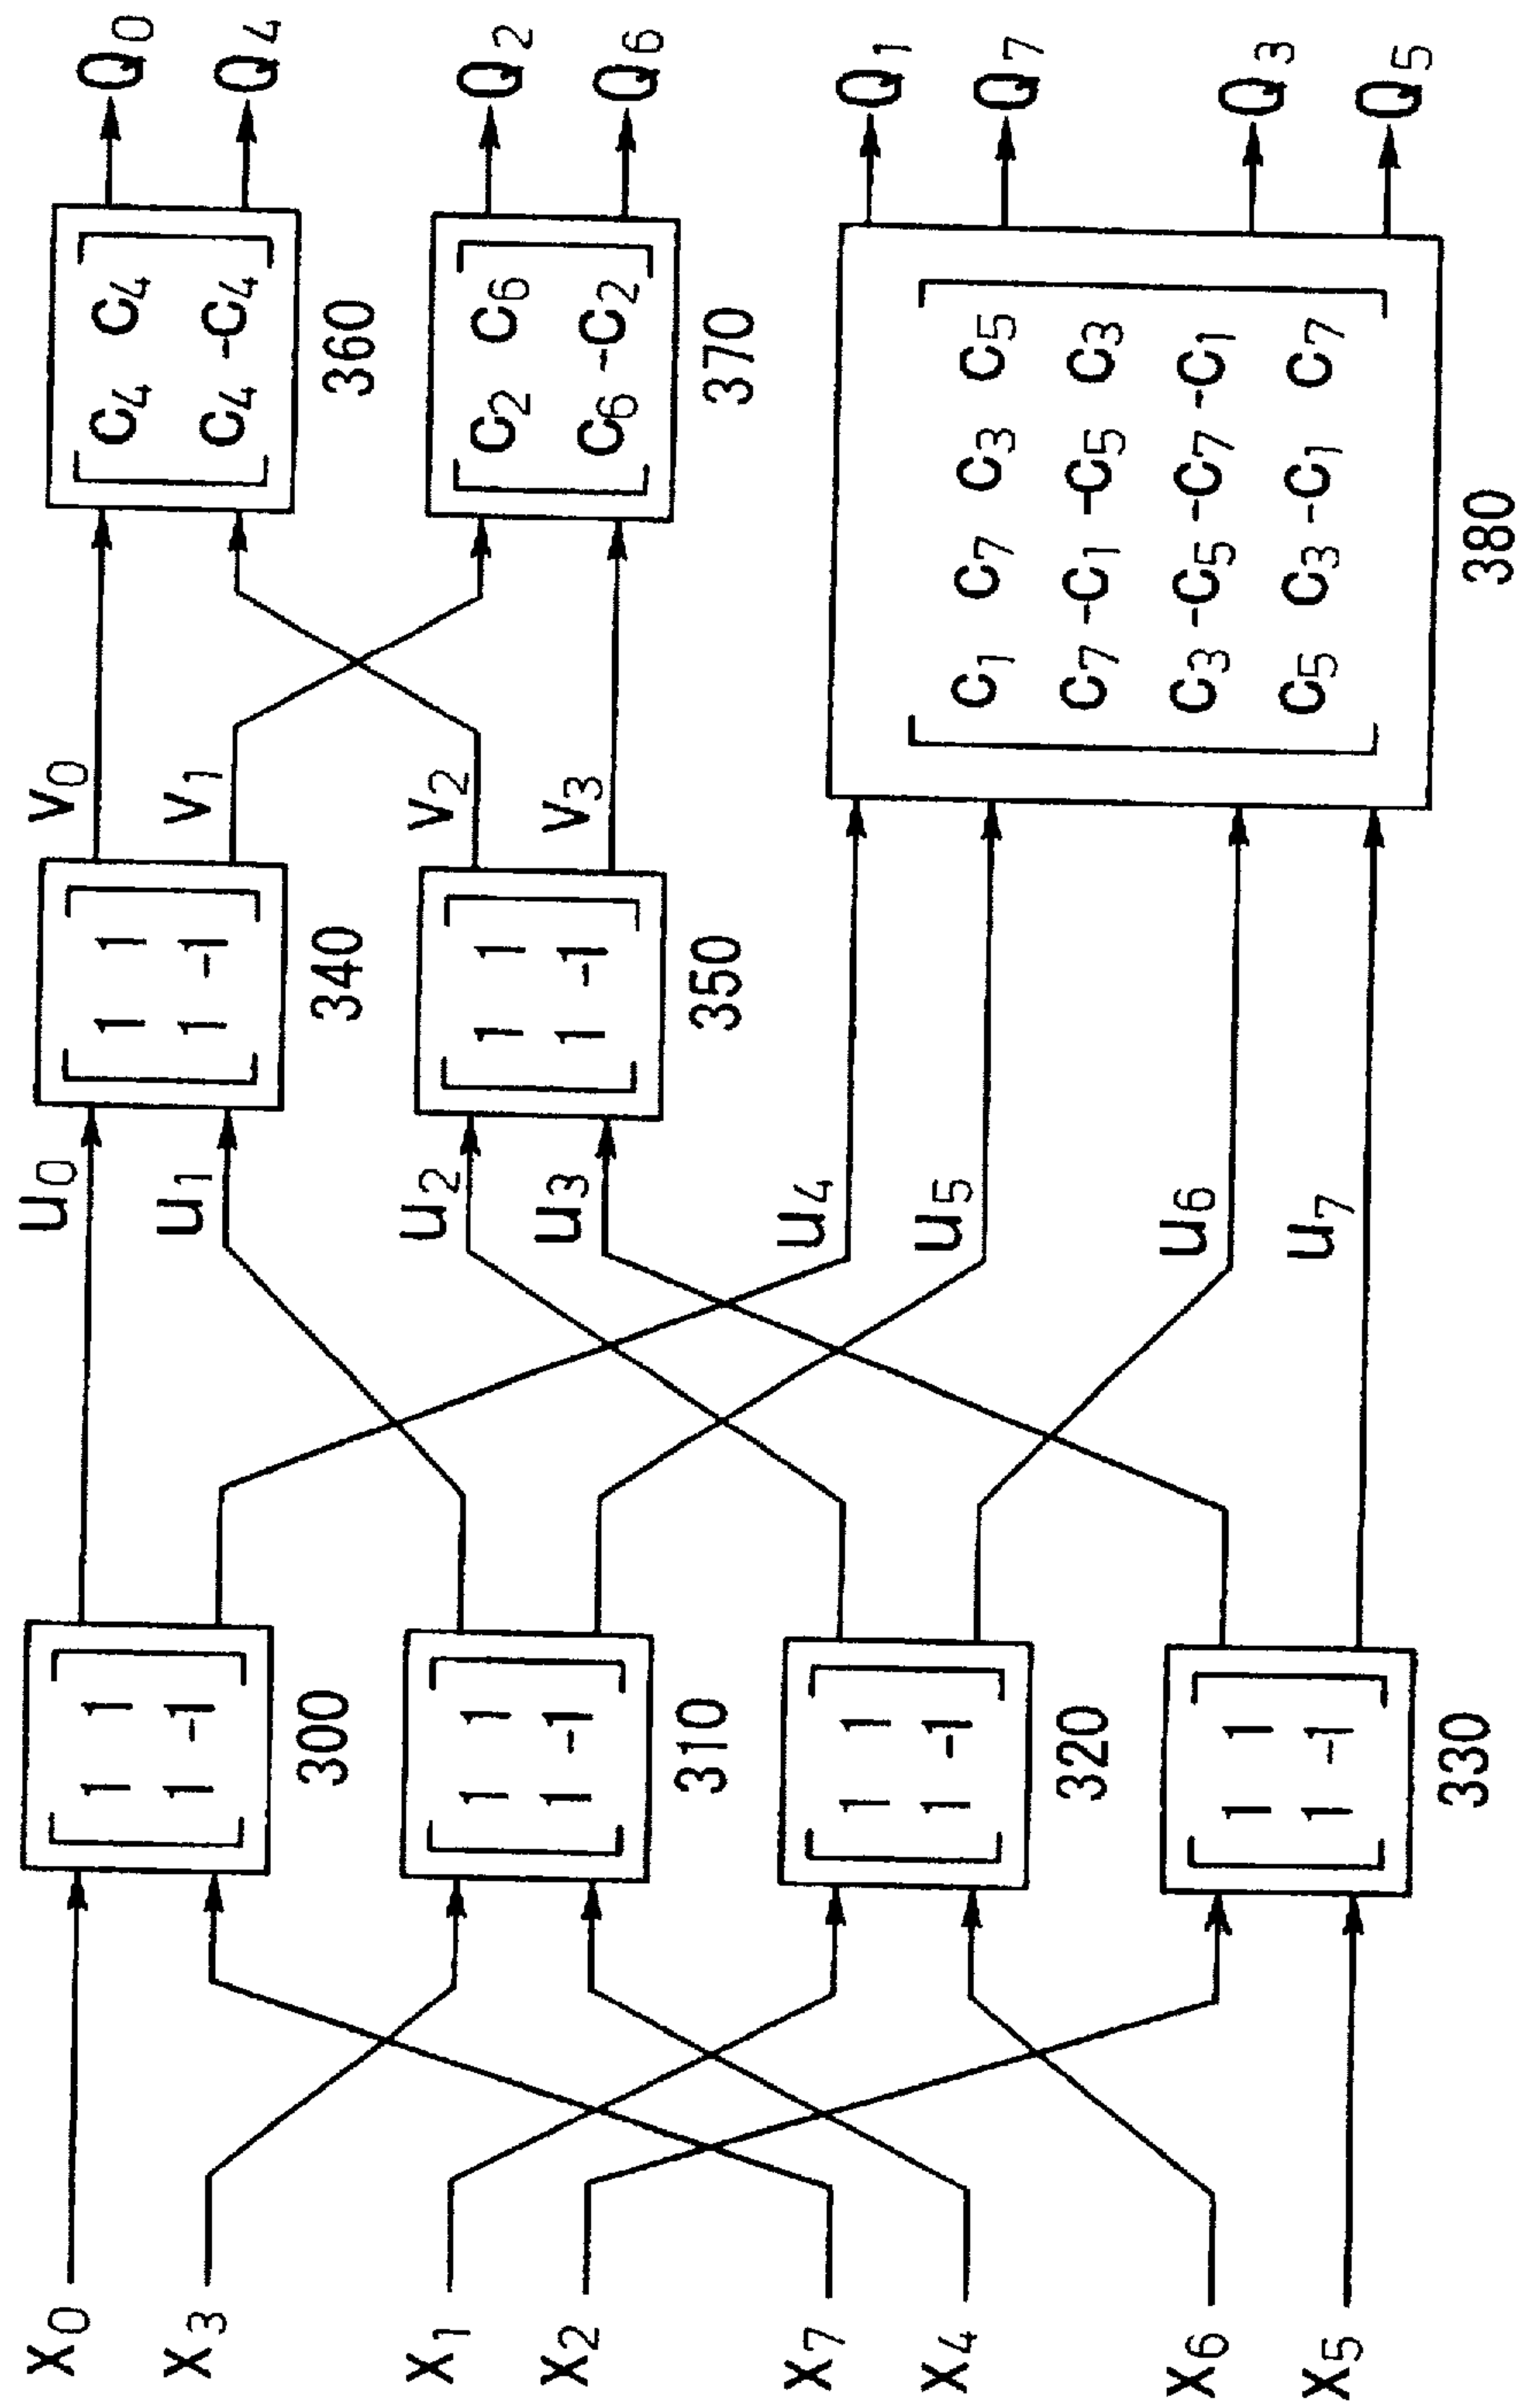 x₀
x₃
x₁
x₂
x₇
x₄
x₆
x₅
1 1
1 -1
300
1 1
1 -1
310
1 1
1 -1
320
1 1
1 -1
330
u₀
u₁
u₂
u₃
u₄
u₅
u₆
u₇
1 1
1 -1
340
1 1
1 -1
350
v₀
v₁
v₂
v₃
c₄ c₄
c₄ -c₄
360
c₂ c₆
c₆ -c₂
370
c₁ c₇ c₃ c₅
c₇ -c₁ -c₅ c₃
c₃ -c₅ -c₇ -c₁
c₅ c₃ -c₁ c₇
380
Q₀
Q₄
Q₂
Q₆
Q₁
Q₇
Q₃
Q₅